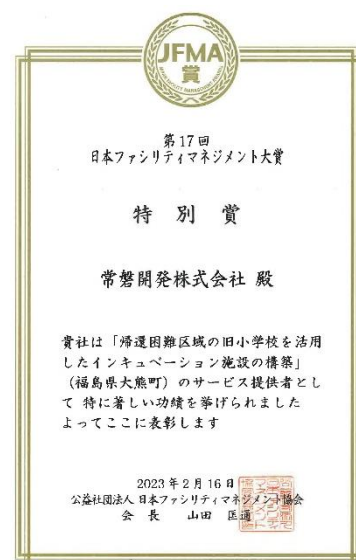 JFMA
賞
第17回
日本ファシリティマネジメント大賞
特別賞
常磐開発株式会社 殿
貴社は「帰還困難区域の旧小学校を活用
したインキュベーション施設の構築」
（福島県大熊町）のサービス提供者とし
て 特に著しい功績を挙げられました
よってここに表彰します
2023年2月16日
公益社団法人 日本ファシリティマネジメント協会
会 長 山田 匡通